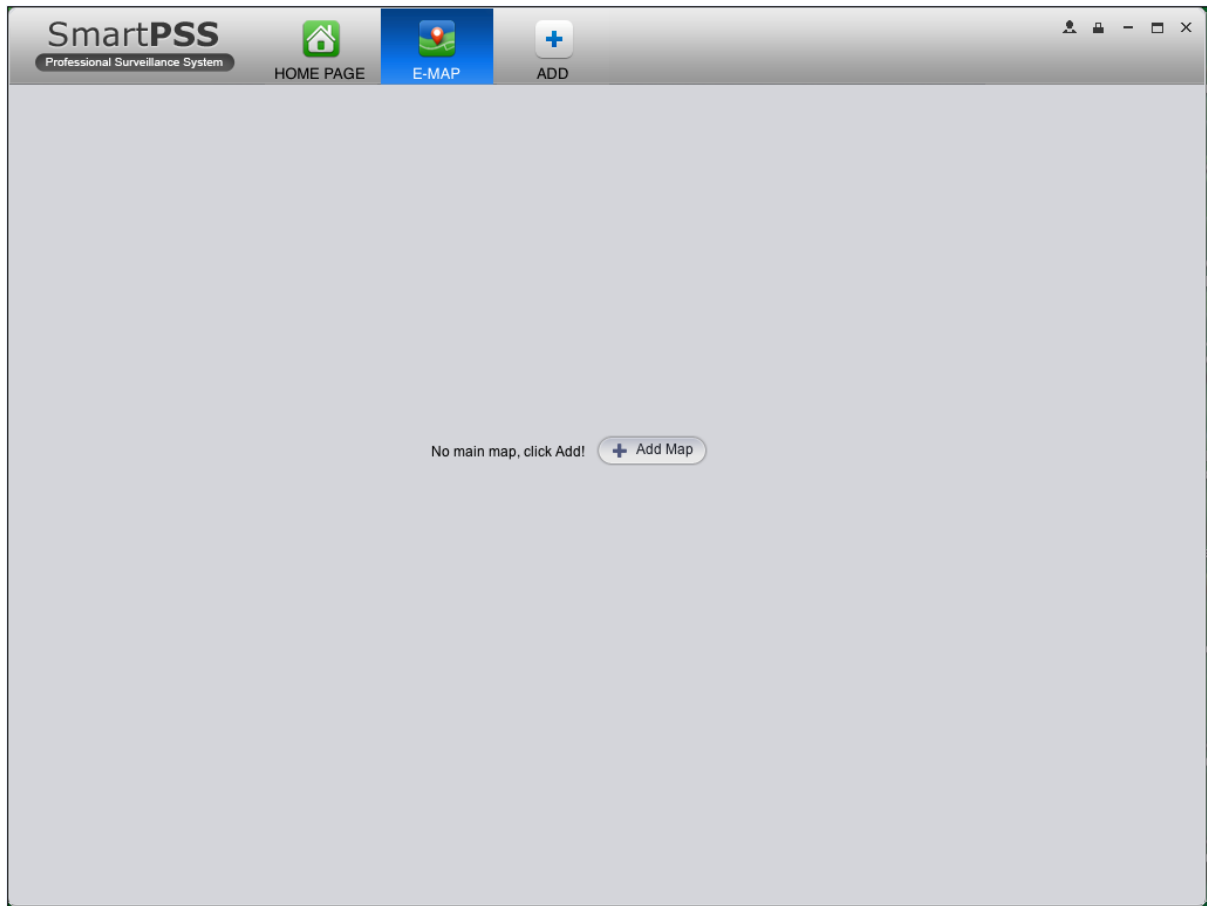 SmartPSS
Professional Surveillance System
HOME PAGE
E-MAP
ADD
No main map, click Add!
Add Map